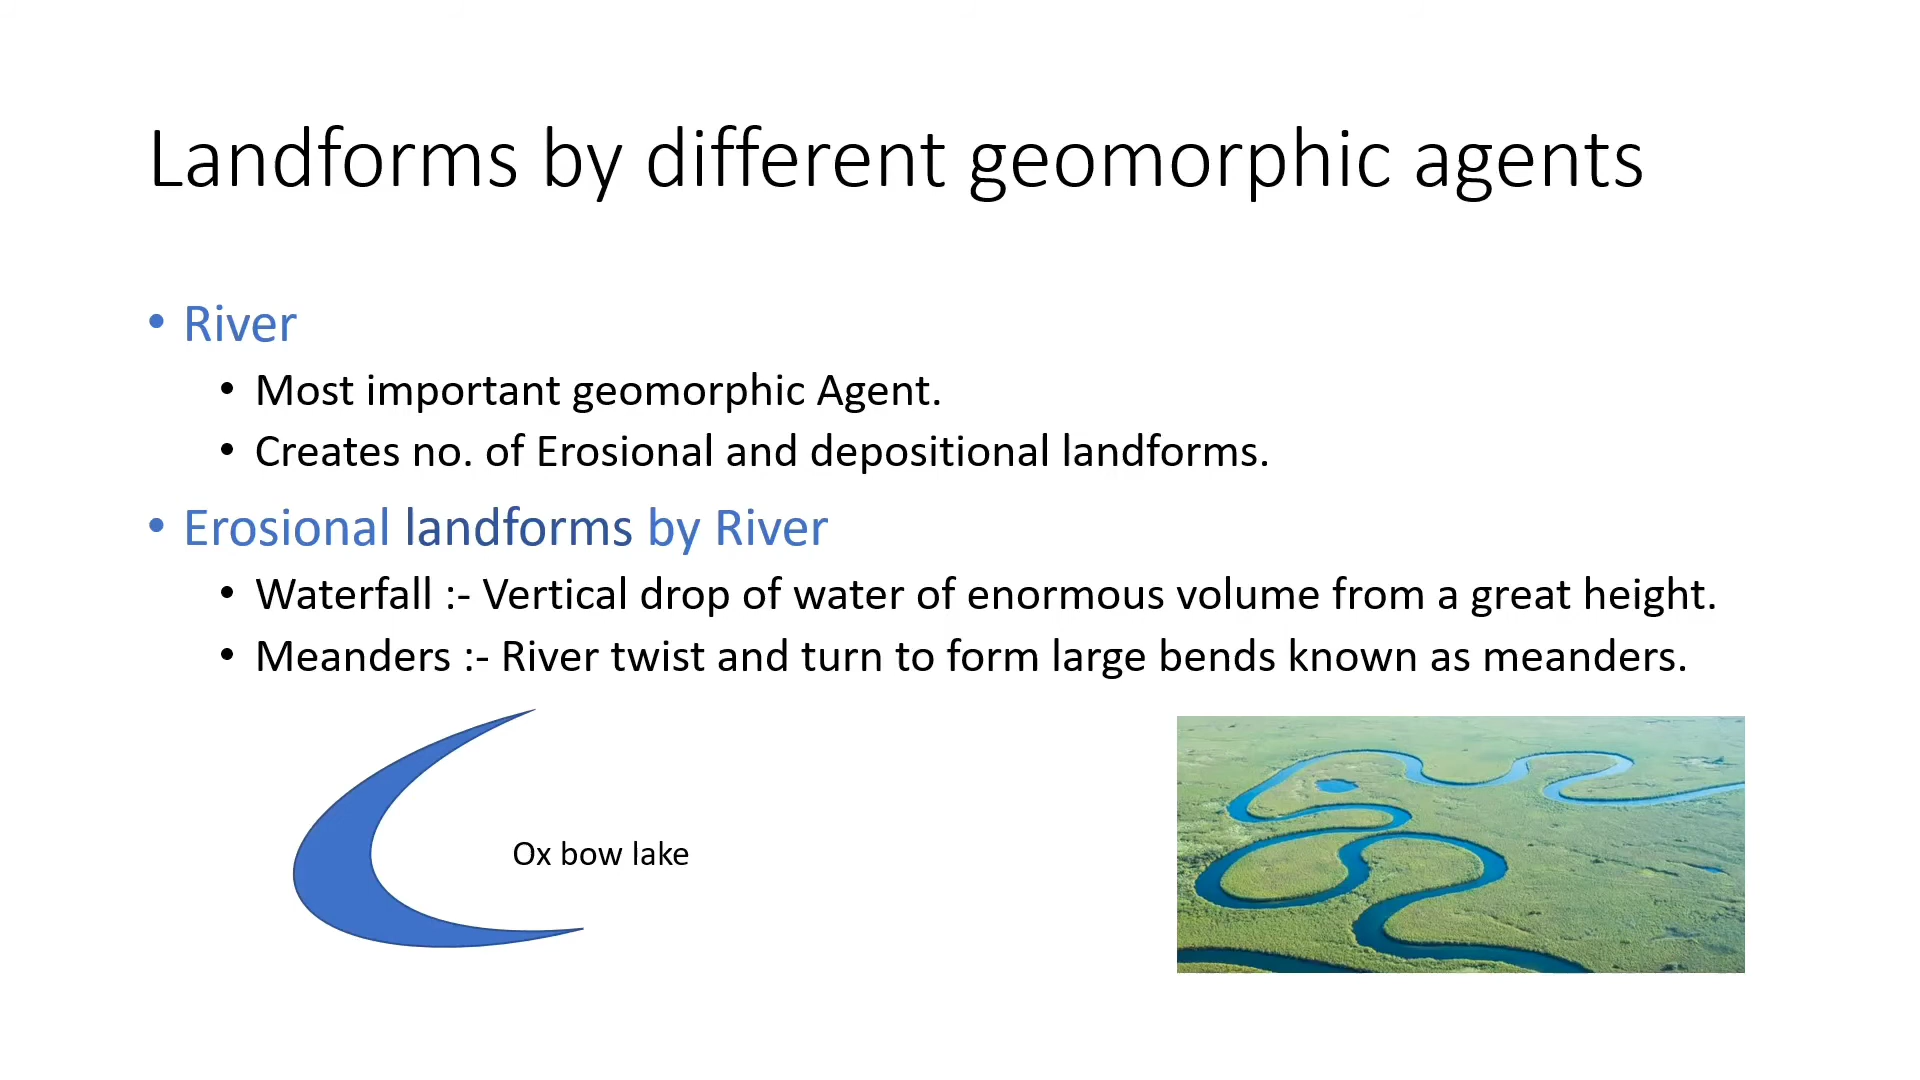 Landforms by different geomorphic agents
• River
• Most important geomorphic Agent.
• Creates no. of Erosional and depositional landforms.
• Erosional landforms by River
• Waterfall :- Vertical drop of water of enormous volume from a great height.
• Meanders :- River twist and turn to form large bends known as meanders.
Ox bow lake